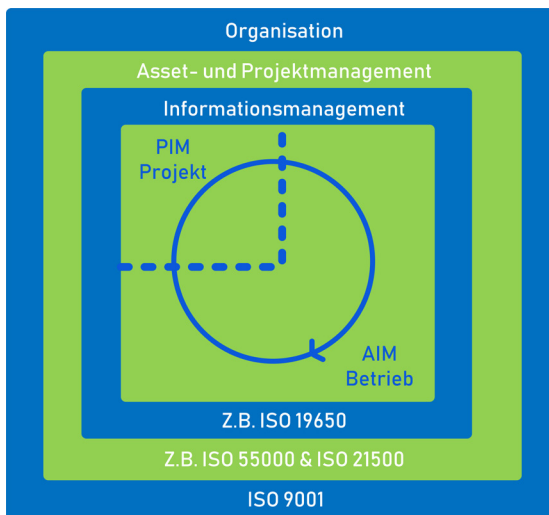 Organisation
Asset- und Projektmanagement
Informationsmanagement
PIM
Projekt
AIM
Betrieb
Z.B. ISO 19650
Z.B. ISO 55000 & ISO 21500
ISO 9001